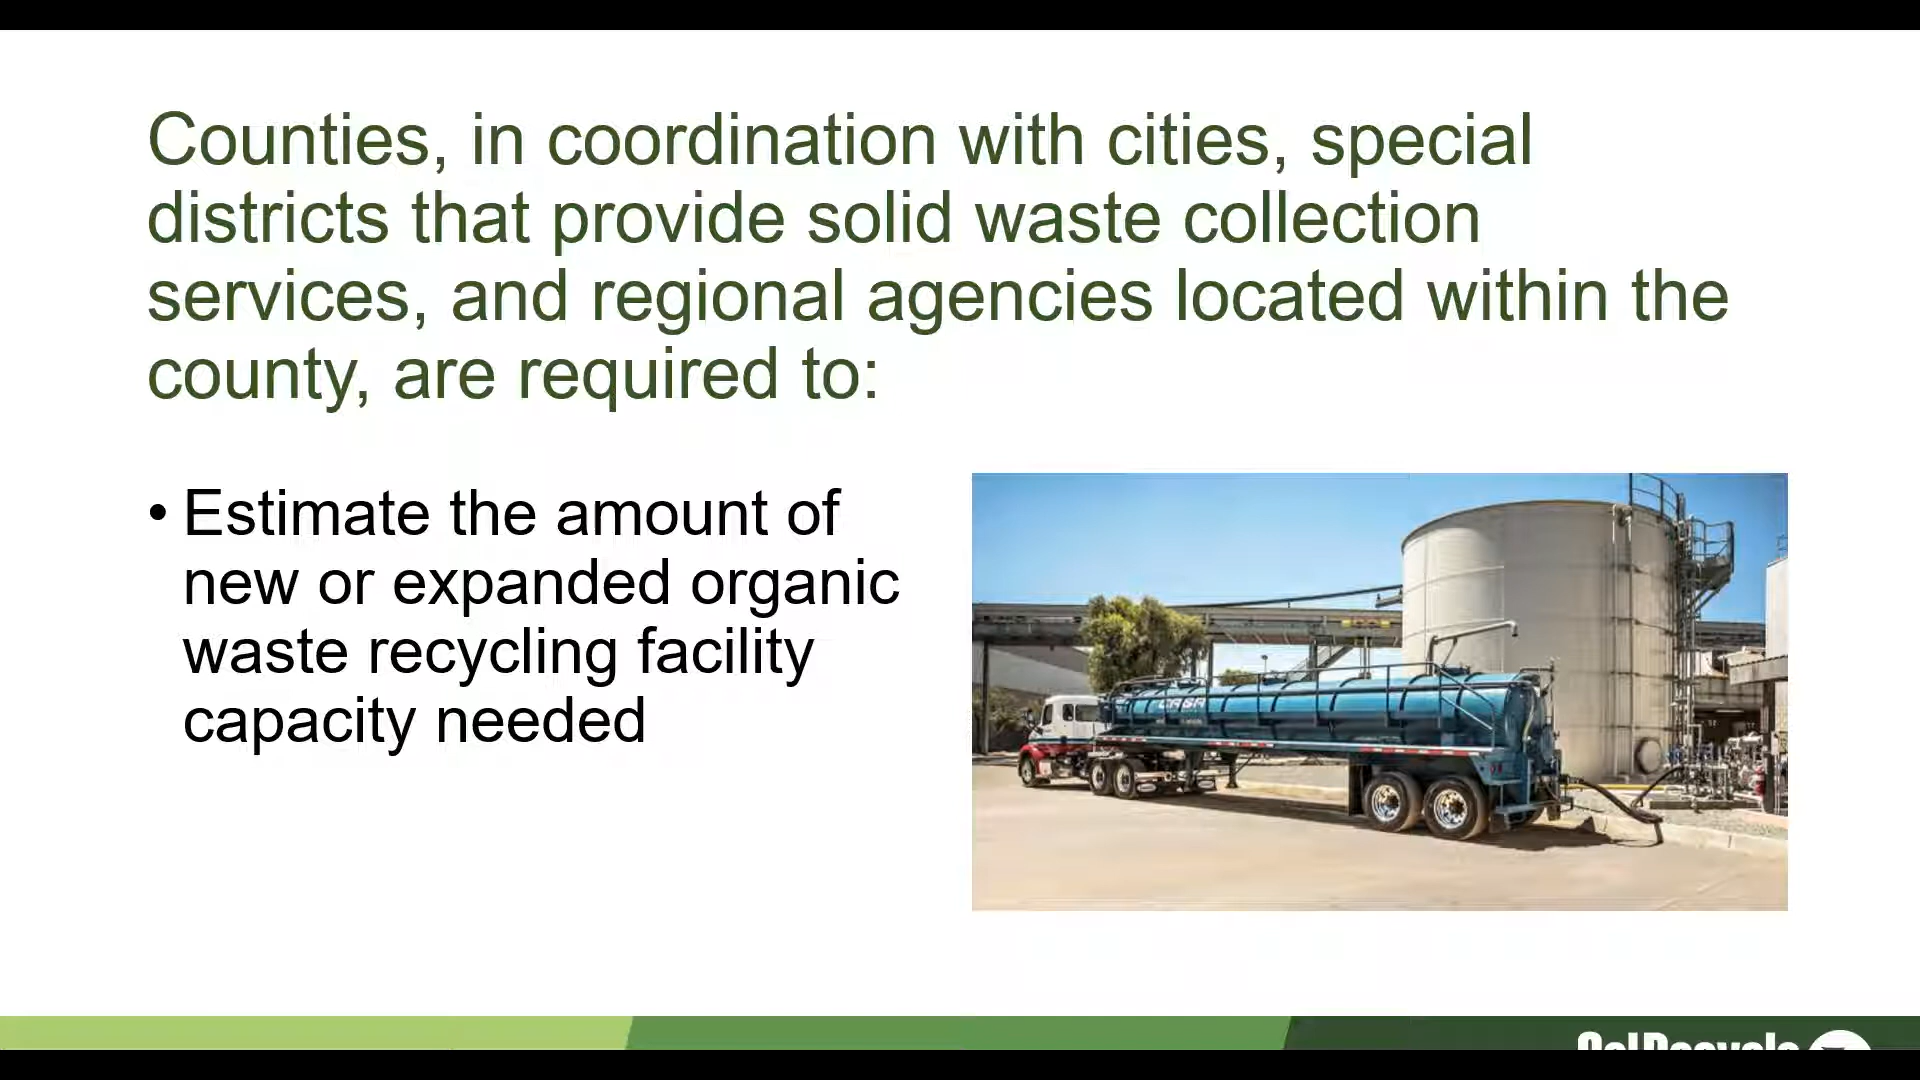 Counties, in coordination with cities, special
districts that provide solid waste collection
services, and regional agencies located within the
county, are required to:
• Estimate the amount of
new or expanded organic
waste recycling facility
capacity needed